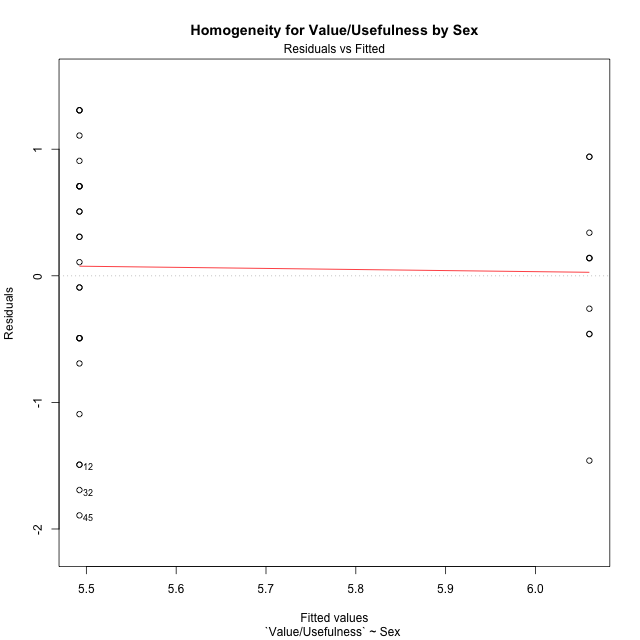 Homogeneity for Value/Usefulness by Sex
Residuals vs Fitted
Residuals
1
0
-1
-2
12
32
45
5.5 5.6 5.7 5.8 5.9 6.0
Fitted values
`Value/Usefulness` ~ Sex